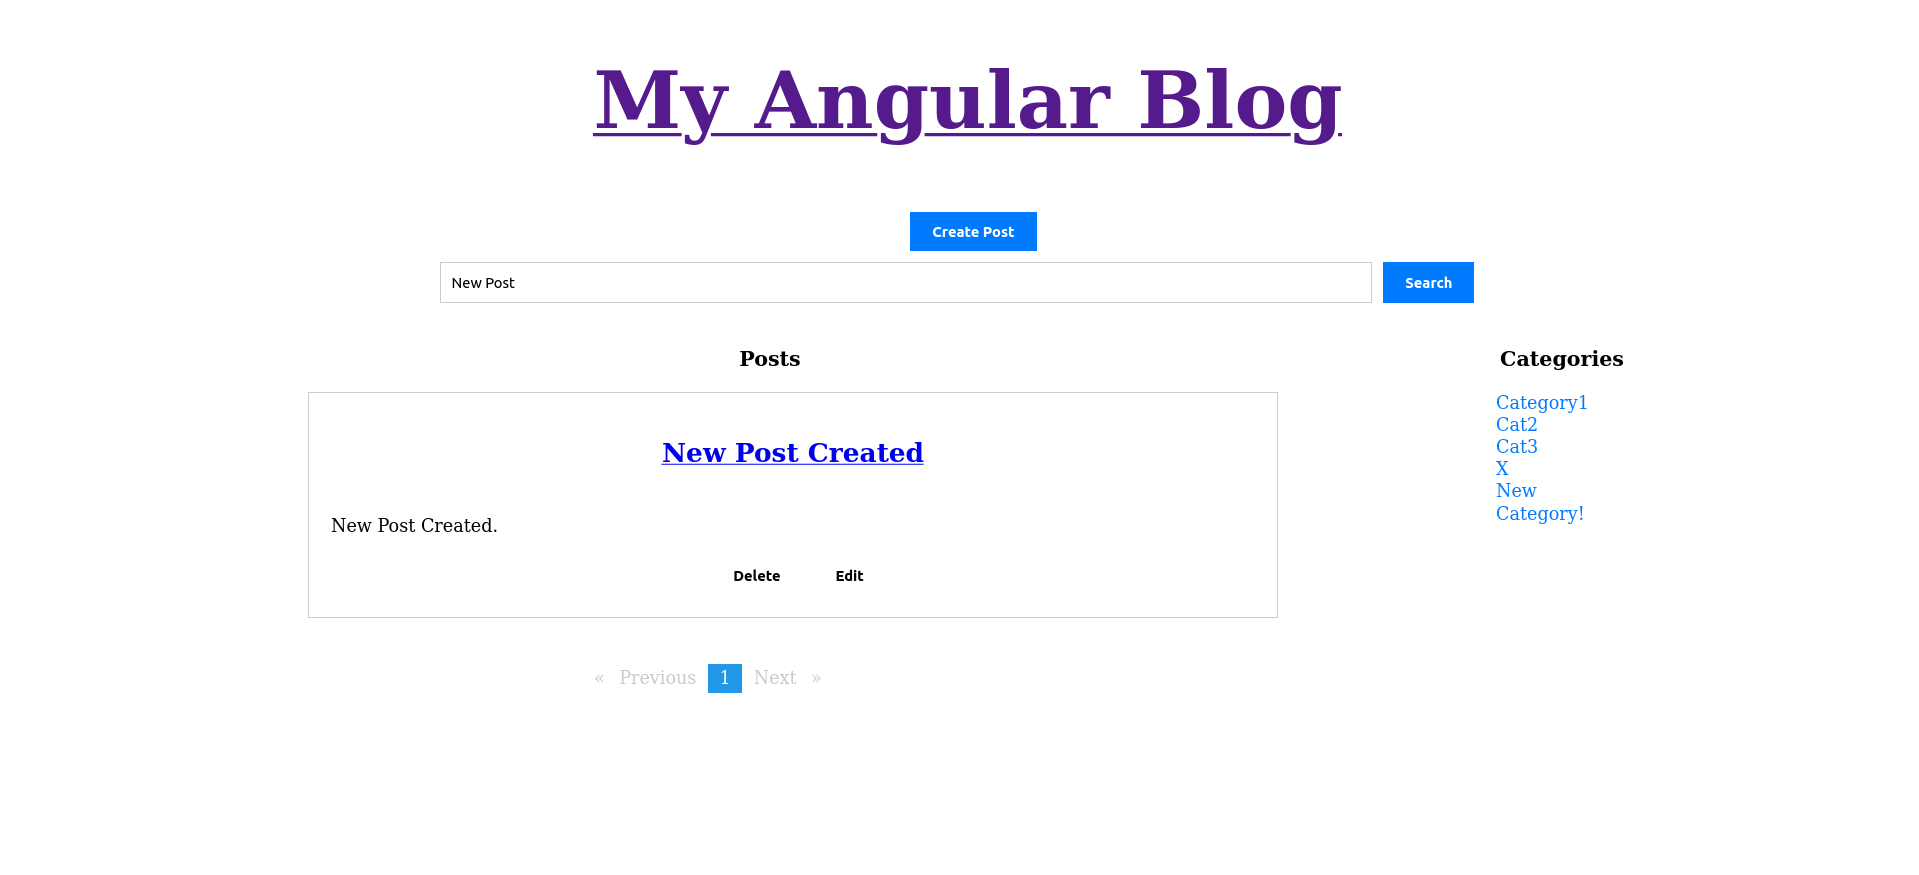 My Angular Blog
Create Post
New Post
Search
Posts
New Post Created
New Post Created.
Delete Edit
« Previous 1 Next »
Categories
Category1
Cat2
Cat3
X
New
Category!